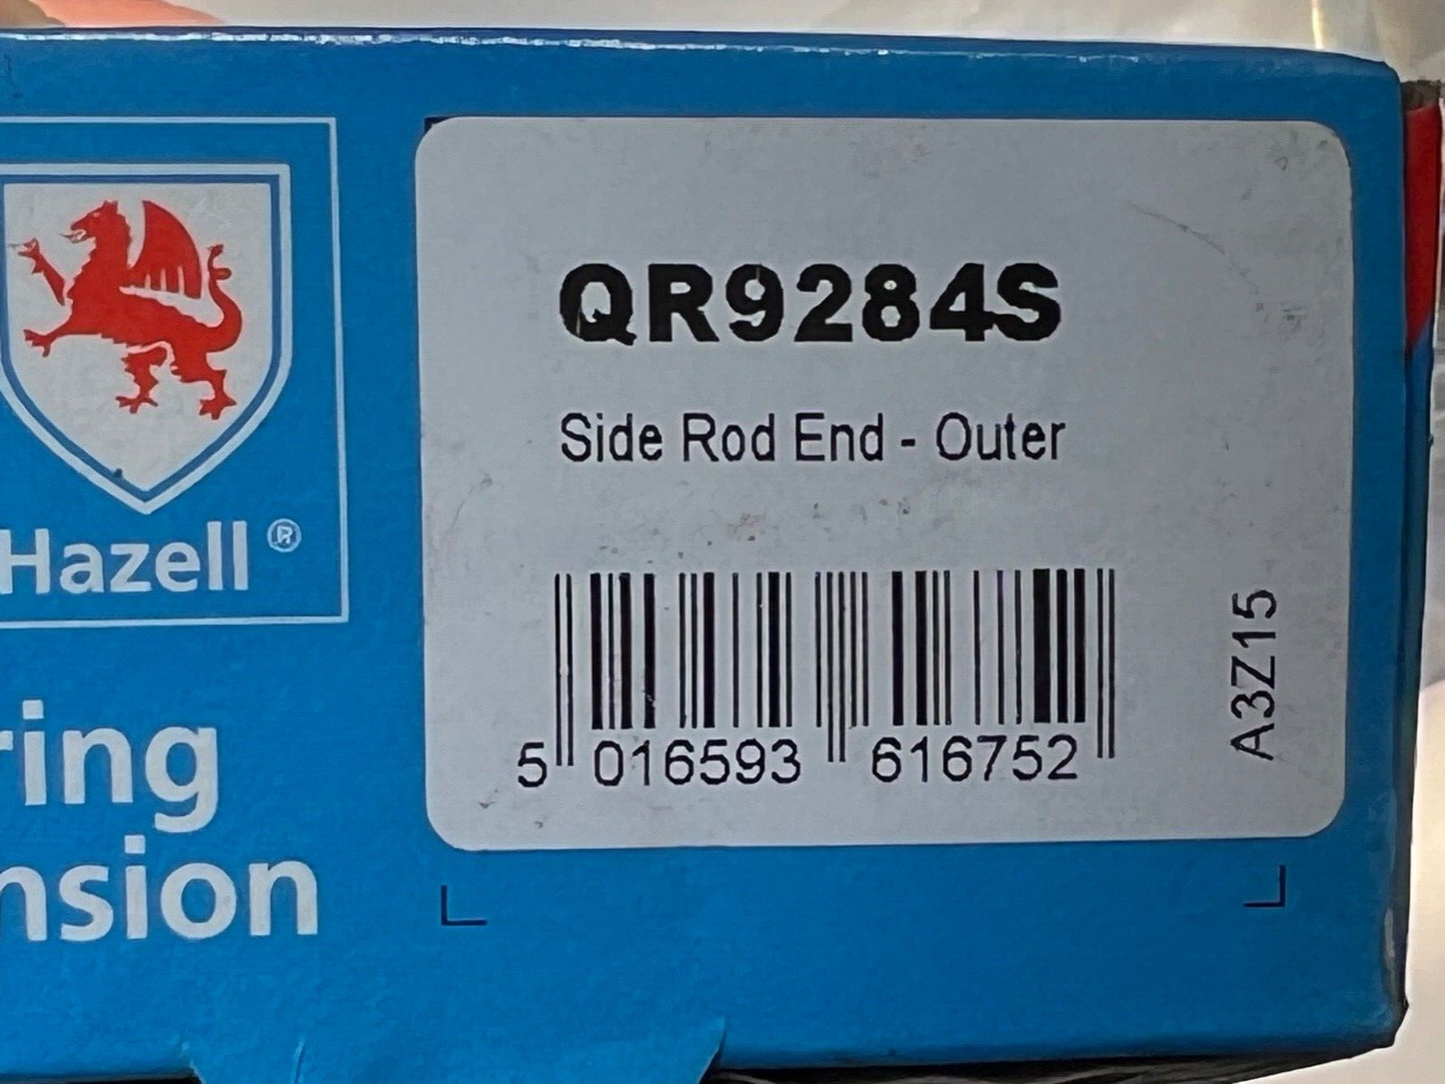 Hazell®
ring
nsion
QR9284S
Side Rod End - Outer
5 016593 616752
A3Z15